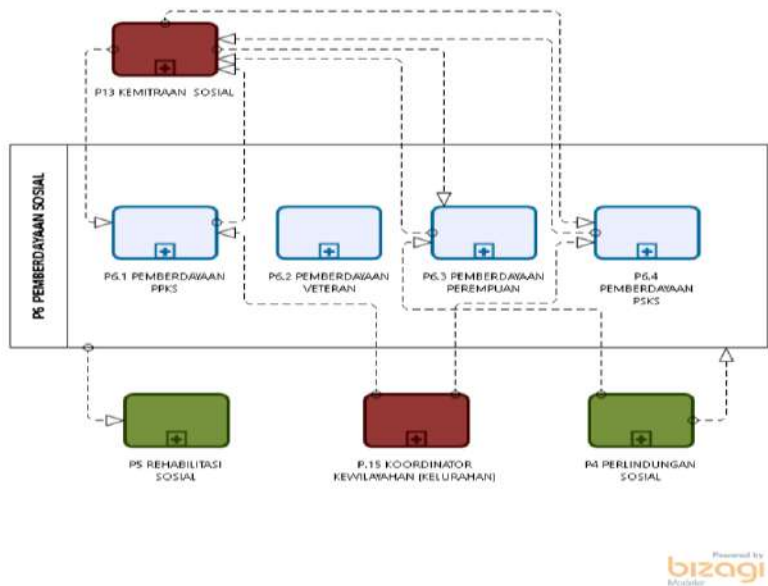 P13 KEMITRAAN SOSIAL
P6 PEMBERDAYAAN SOSIAL
P6.1 PEMBERDAYAAN
PPKS
P6.2 PEMBERDAYAAN
VETERAN
P6.3 PEMBERDAYAAN
PEREMPUAN
P6.4
PEMBERDAYAAN
PSKS
P5 REHABILITASI
SOSIAL
P.15 KOORDINATOR
KEWILAYAHAN (KELURAHAN)
P4 PERLINDUNGAN
SOSIAL
Powered by
bizagi
Modeler